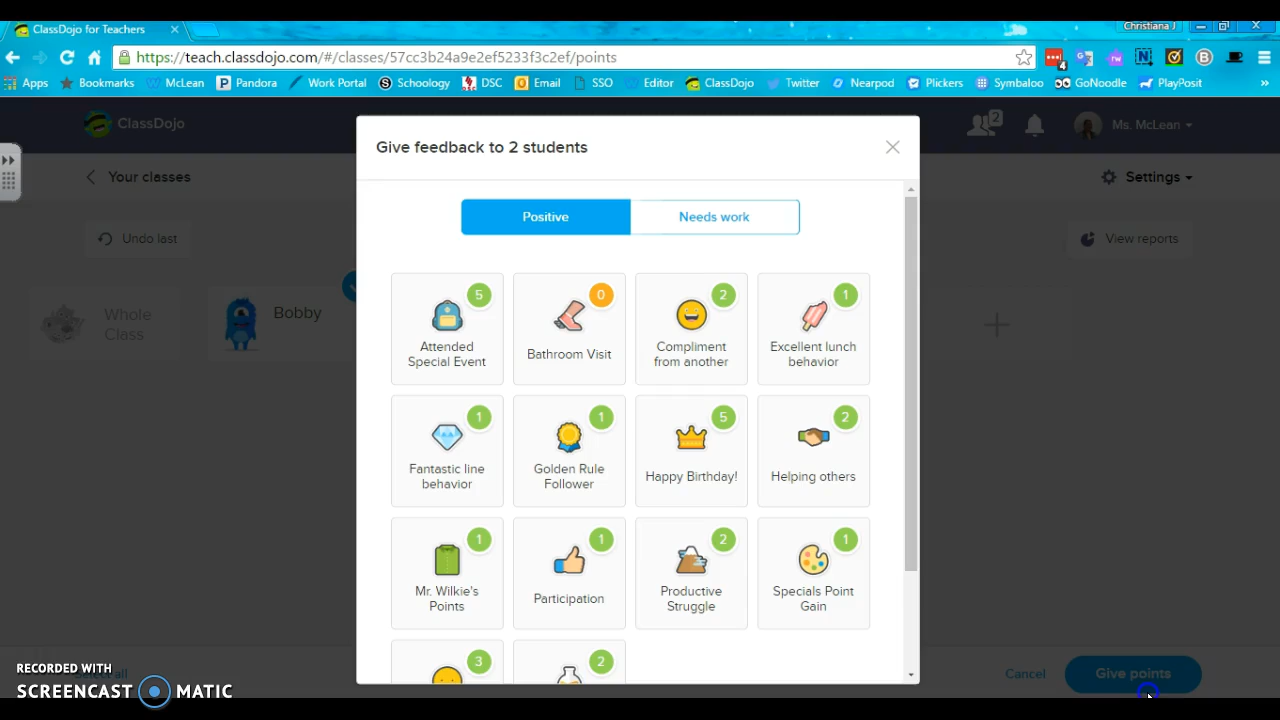 ClassDojo for Teachers
Christiana J
https://teach.classdojo.com/#/classes/57cc3b24a9e2ef5233f3c2ef/points
4
Apps Bookmarks McLean Pandora Work Portal Schoology DSC Email SSO Editor ClassDojo Twitter Nearpod Plickers Symbaloo GoNoodle PlayPosit »
ClassDojo
2
Ms. McLean
Give feedback to 2 students
Your classes
Settings
Positive
Needs work
Undo last
View reports
Whole
Class
Bobby
5
Attended
Special Event
0
Bathroom Visit
2
Compliment
from another
1
Excellent lunch
behavior
1
Fantastic line
behavior
1
Golden Rule
Follower
5
Happy Birthday!
2
Helping others
1
Mr. Wilkie's
Points
1
Participation
2
Productive
Struggle
1
Specials Point
Gain
3
2
Select all
Cancel
Give points
RECORDED WITH
SCREENCAST MATIC